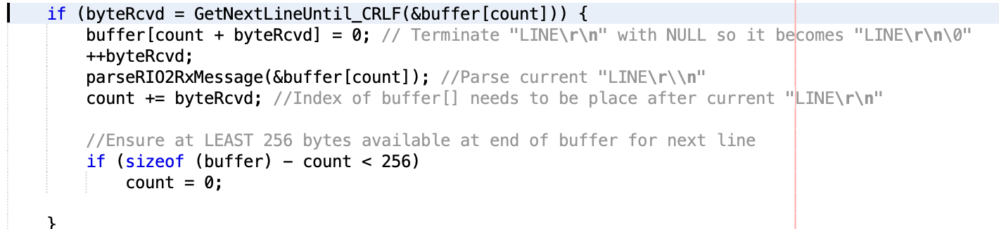 if (byteRcvd = GetNextLineUntil_CRLF(&buffer[count])) {
buffer[count + byteRcvd] = 0; // Terminate "LINE\r\n" with NULL so it becomes "LINE\r\n\0"
++byteRcvd;
parseRIO2RxMessage(&buffer[count]); //Parse current "LINE\r\\n"
count += byteRcvd; //Index of buffer[] needs to be place after current "LINE\r\n"
//Ensure at LEAST 256 bytes available at end of buffer for next line
if (sizeof (buffer) - count < 256)
count = 0;
}